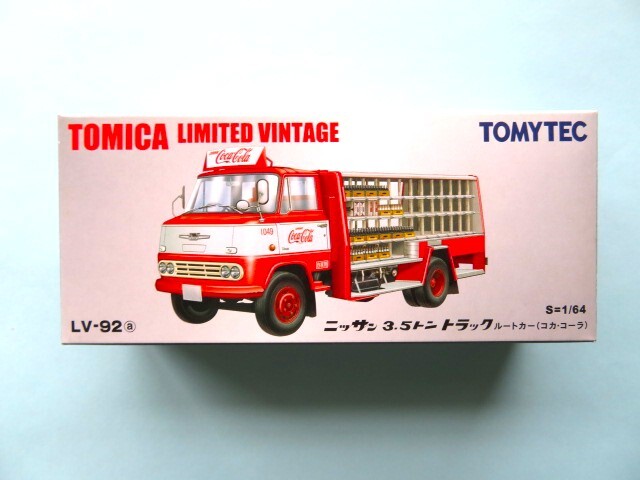 TOMICA LIMITED VINTAGE
TOMYTEC
Coca-Cola
1049
Coca-Cola
S=1/64
LV-92ⓐ
ニッサン 3.5トン トラック ルートカー(コカ・コーラ)